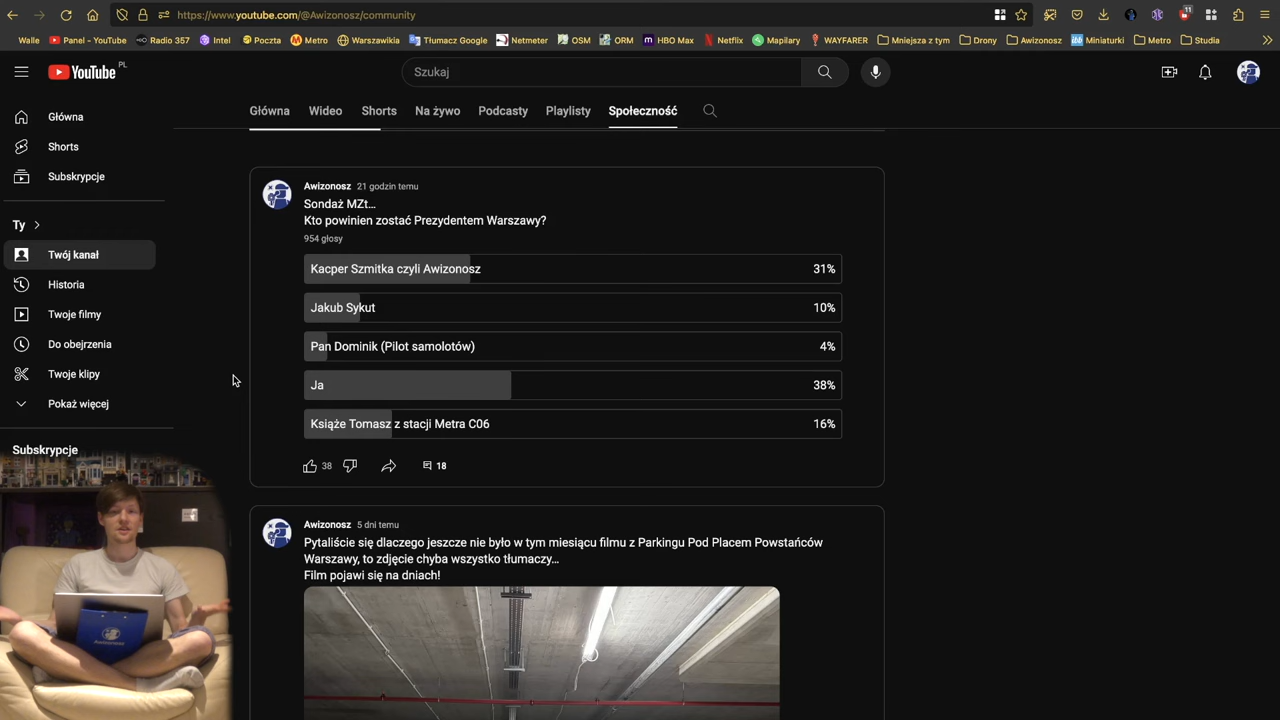 https://www.youtube.com/@Awizonosz/community
11
Walle
Panel - YouTube
Radio 357
Intel
Poczta
Metro
Warszawikia
Tłumacz Google
Netmeter
OSM
ORM
HBO Max
Netflix
Mapilary
WAYFARER
Mniejsza z tym
Drony
Awizonosz
ibb Miniaturki
Metro
Studia
YouTube PL
Szukaj
Główna
Wideo
Shorts
Na żywo
Podcasty
Playlisty
Społeczność
Główna
Shorts
Subskrypcje
Ty
Twój kanał
Historia
Twoje filmy
Do obejrzenia
Twoje klipy
Pokaż więcej
Subskrypcje
Awizonosz 21 godzin temu
Sondaż MZt...
Kto powinien zostać Prezydentem Warszawy?
954 głosy
Kacper Szmitka czyli Awizonosz 31%
Jakub Sykut 10%
Pan Dominik (Pilot samolotów) 4%
Ja 38%
Książe Tomasz z stacji Metra C06 16%
38
18
Awizonosz 5 dni temu
Pytaliście się dlaczego jeszcze nie było w tym miesiącu filmu z Parkingu Pod Placem Powstańców
Warszawy, to zdjęcie chyba wszystko tłumaczy...
Film pojawi się na dniach!
Awizonosz